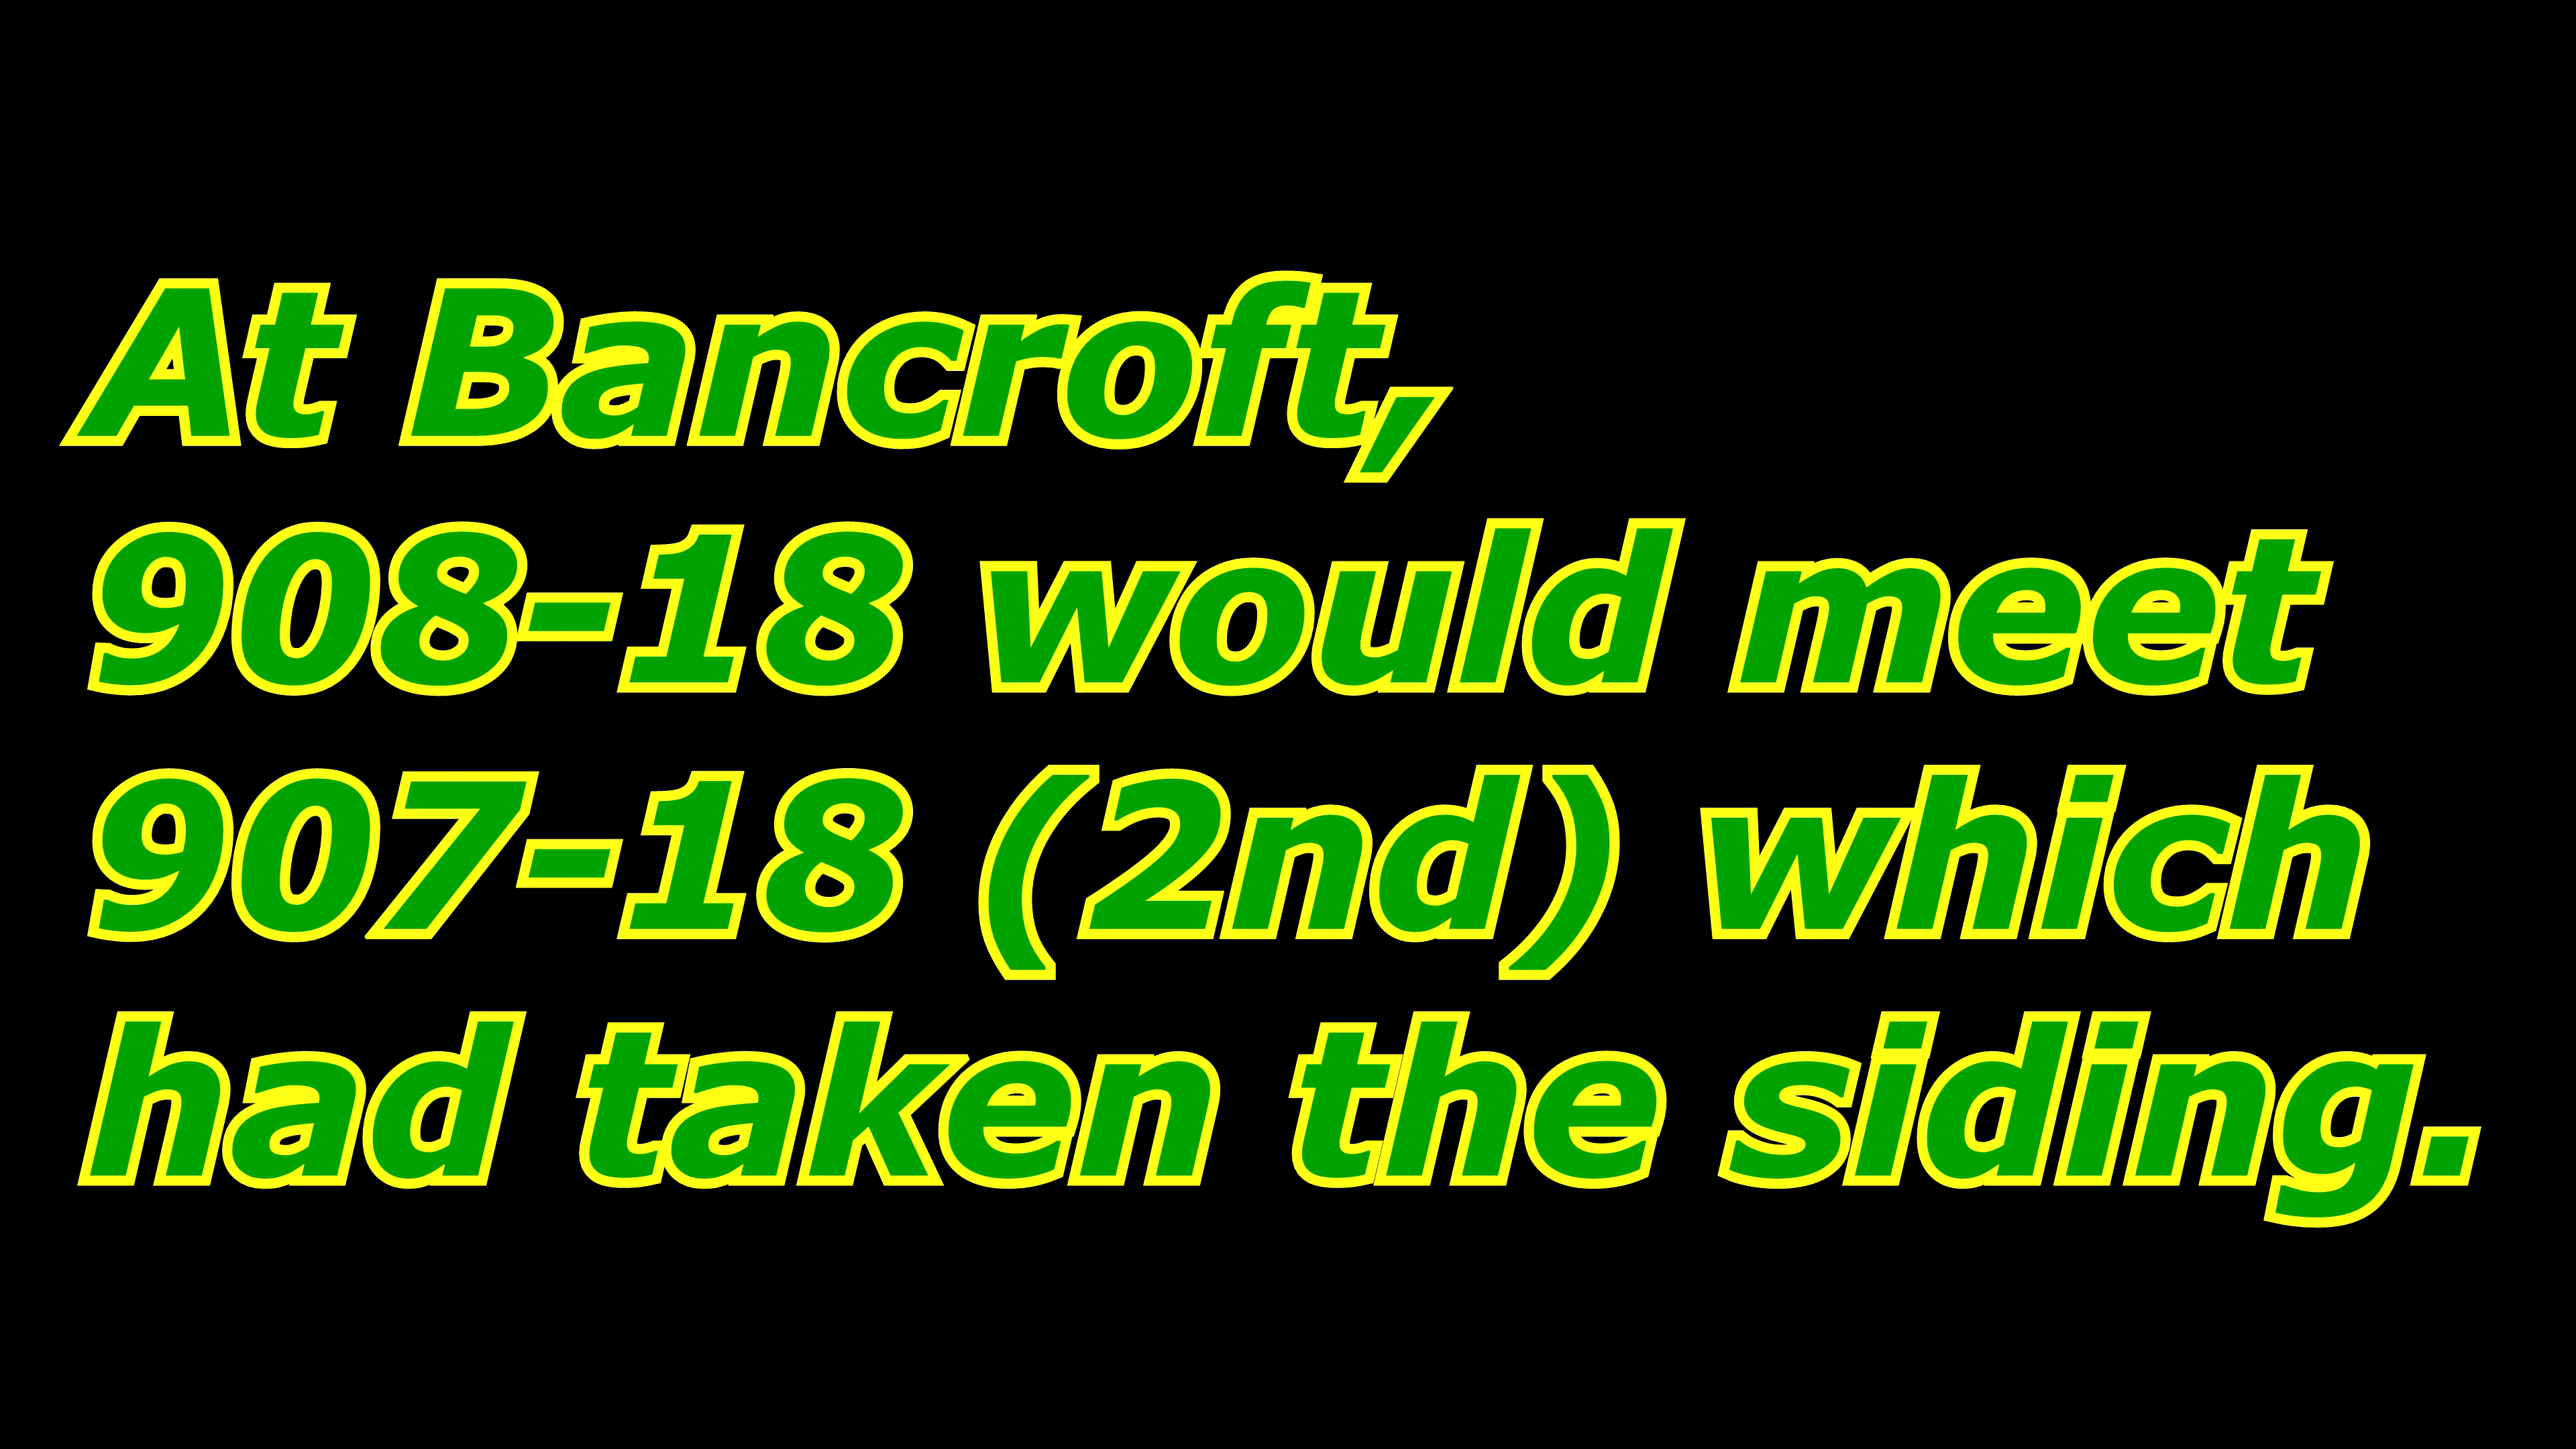 At Bancroft,
908-18 would meet
907-18 (2nd) which
had taken the siding.